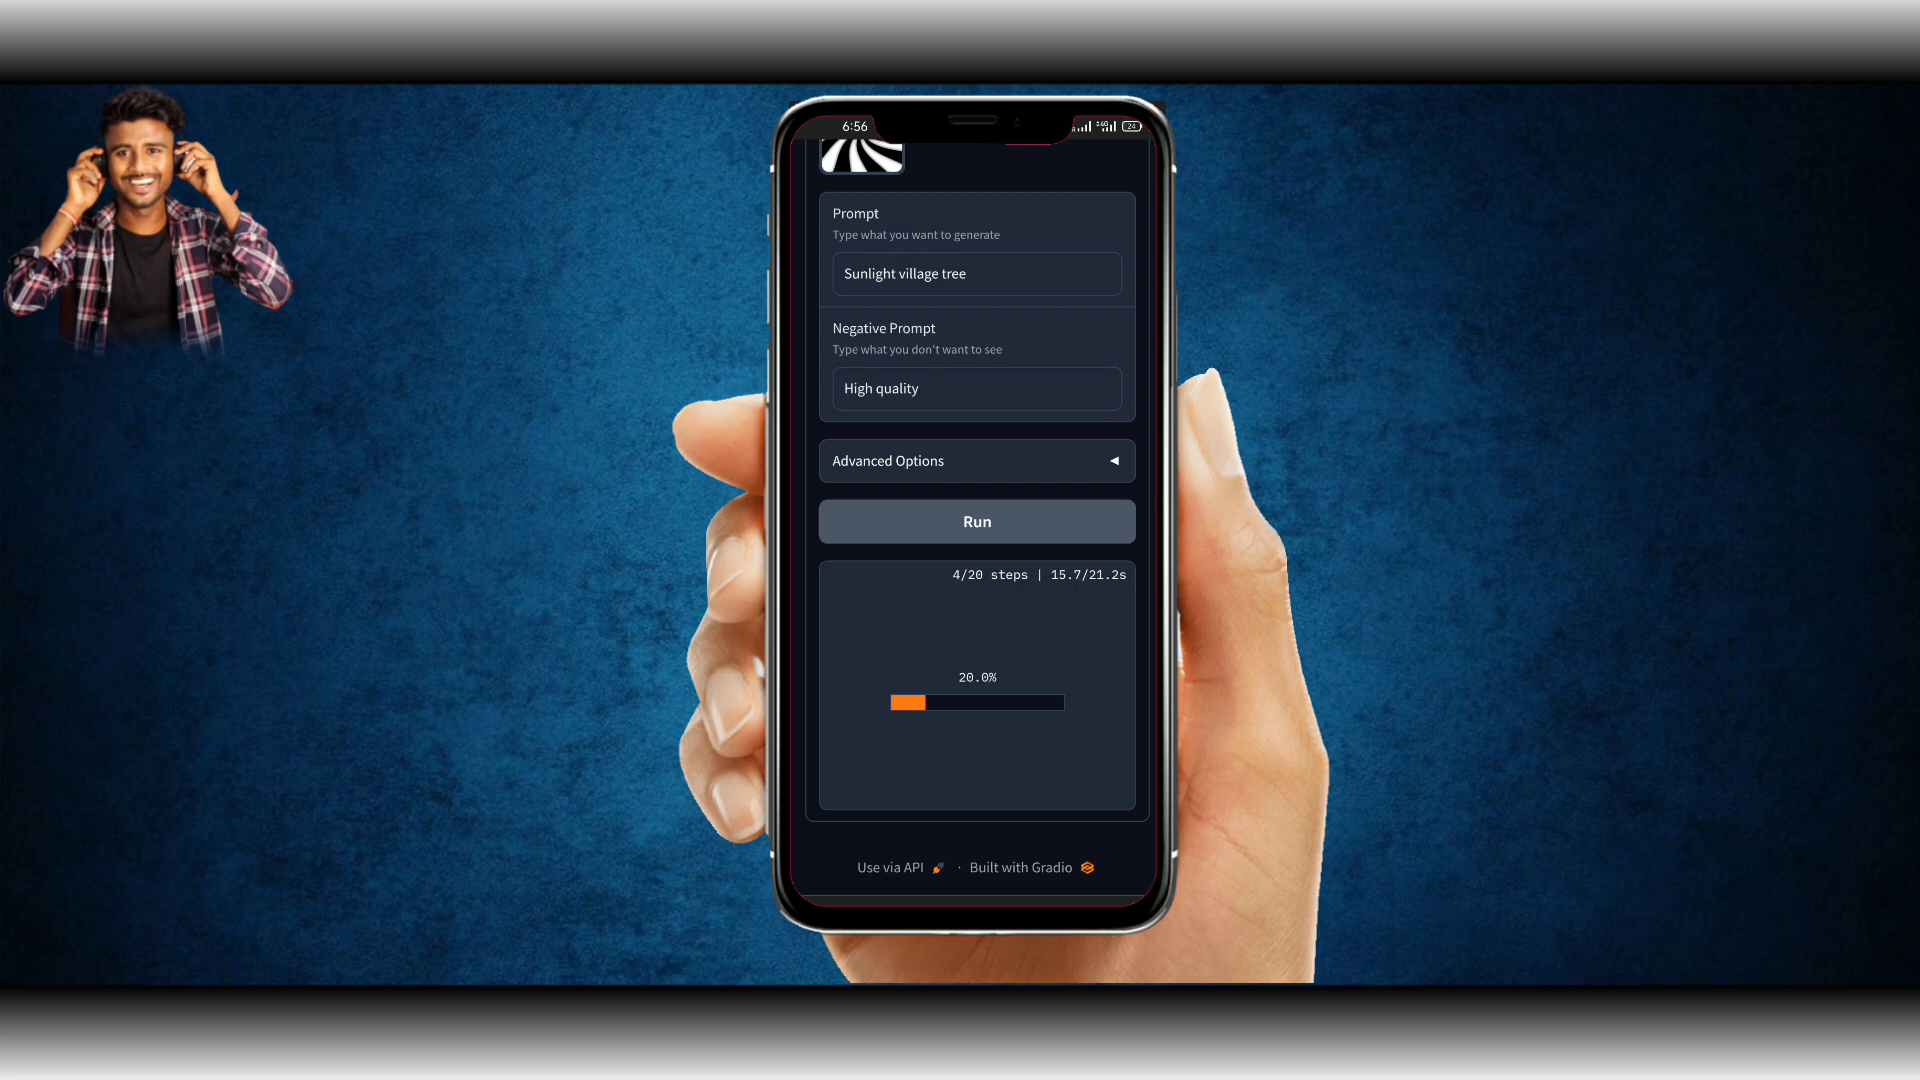 6:56
24
Prompt
Type what you want to generate
Sunlight village tree
Negative Prompt
Type what you don't want to see
High quality
Advanced Options
Run
4/20 steps | 15.7/21.2s
20.0%
Use via API · Built with Gradio